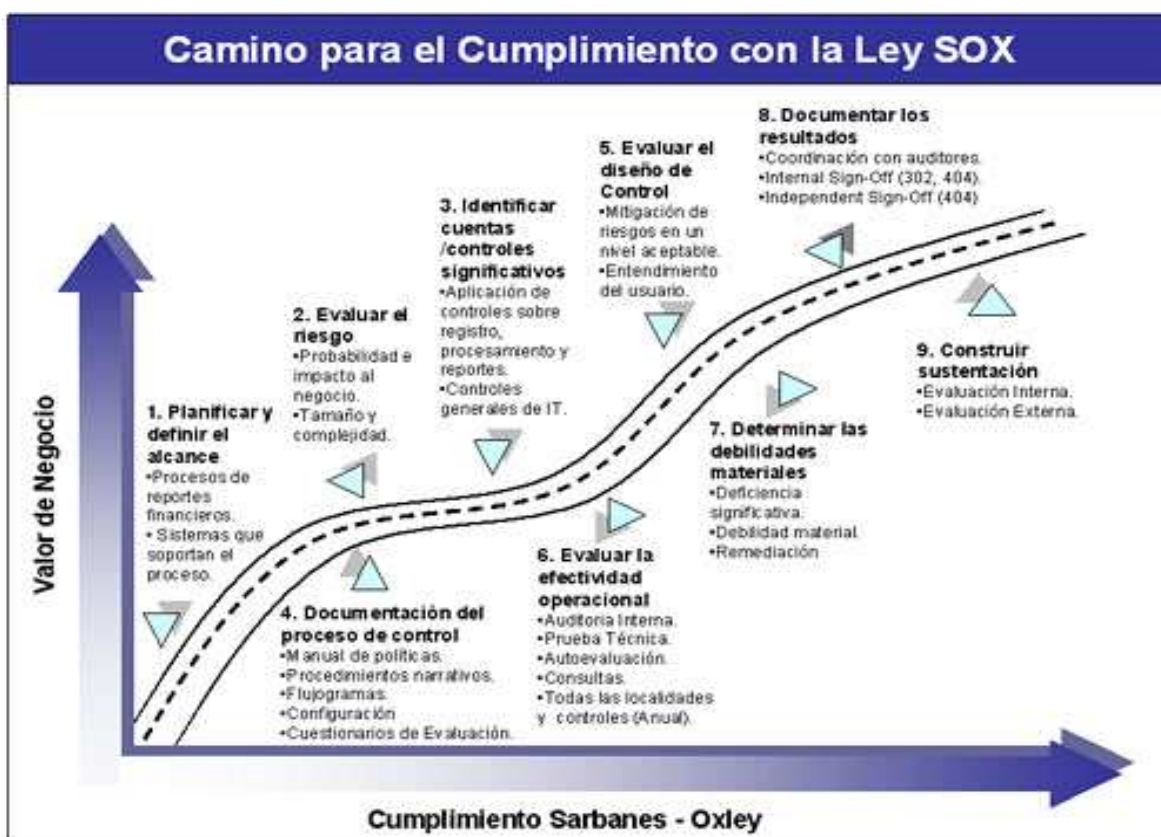 Camino para el Cumplimiento con la Ley SOX
Valor de Negocio
1. Planificar y
definir el
alcance
•Procesos de
reportes
financieros.
• Sistemas que
soportan el
proceso.
2. Evaluar el
riesgo
•Probabilidad e
impacto al
negocio.
•Tamaño y
complejidad.
3. Identificar
cuentas
/controles
significativos
•Aplicación de
controles sobre
registro,
procesamiento y
reportes.
•Controles
generales de IT.
4. Documentación del
proceso de control
•Manual de políticas.
•Procedimientos narrativos.
•Flujogramas.
•Configuración
•Cuestionarios de Evaluación.
5. Evaluar el
diseño de
Control
•Mitigación de
riesgos en un
nivel aceptable.
•Entendimiento
del usuario.
6. Evaluar la
efectividad
operacional
•Auditoria Interna.
•Prueba Técnica.
•Autoevaluación.
•Consultas.
•Todas las localidades
y controles (Anual).
7. Determinar las
debilidades
materiales
•Deficiencia
significativa.
•Debilidad material
•Remediación
8. Documentar los
resultados
•Coordinación con auditores.
•Internal Sign-Off (302, 404).
•Independent Sign-Off (404)
9. Construir
sustentación
•Evaluación Interna.
•Evaluación Externa.
Cumplimiento Sarbanes - Oxley